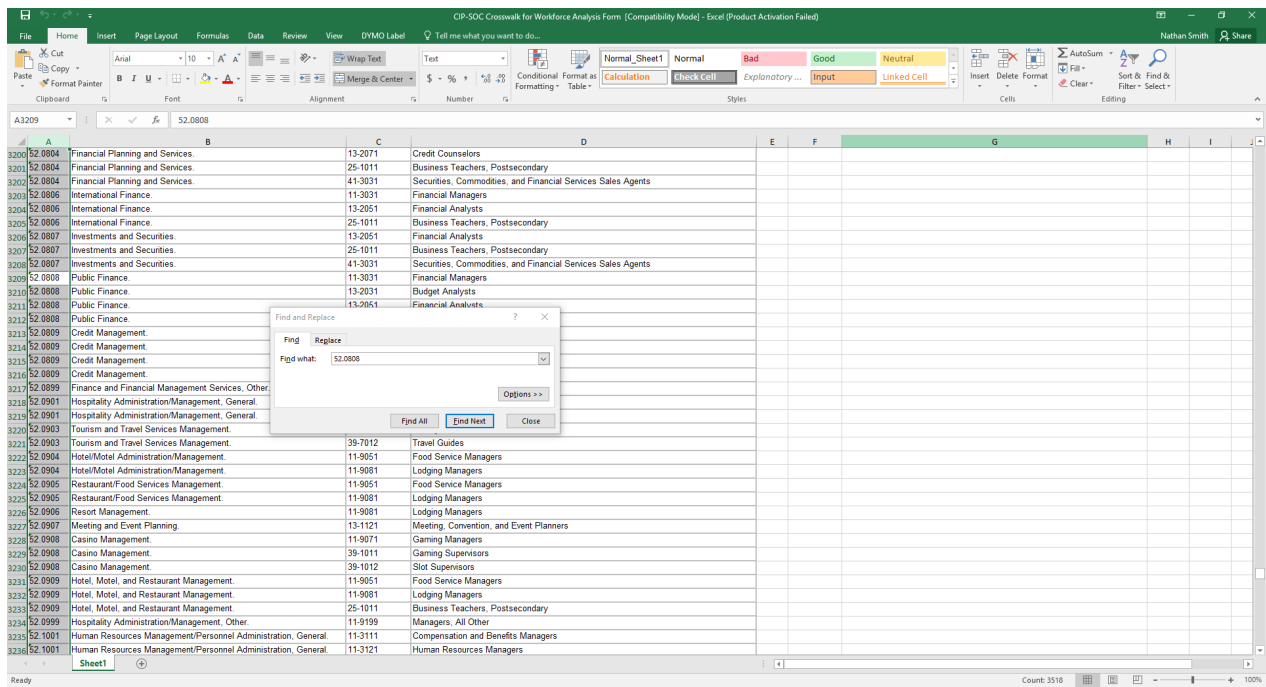 CIP-SOC Crosswalk for Workforce Analysis Form [Compatibility Mode] - Excel (Product Activation Failed)
File Home Insert Page Layout Formulas Data Review View DYMO Label Tell me what you want to do... Nathan Smith Share
Cut
Copy
Format Painter
Paste
Arial 10 Wrap Text Text
B I U Merge & Center $ % ,
Conditional Formatting
Format as Table
Normal_Sheet1 Normal Bad Good Neutral
Calculation Check Cell Explanatory ... Input Linked Cell
Insert Delete Format
AutoSum
Fill
Clear
Sort & Filter
Find & Select
Clipboard Font Alignment Number Styles Cells Editing
A3209 fx 52.0808
A B C D E F G H I J
3200 52.0804 Financial Planning and Services. 13-2071 Credit Counselors
3201 52.0804 Financial Planning and Services. 25-1011 Business Teachers, Postsecondary
3202 52.0804 Financial Planning and Services. 41-3031 Securities, Commodities, and Financial Services Sales Agents
3203 52.0806 International Finance. 11-3031 Financial Managers
3204 52.0806 International Finance. 13-2051 Financial Analysts
3205 52.0806 International Finance. 25-1011 Business Teachers, Postsecondary
3206 52.0807 Investments and Securities. 13-2051 Financial Analysts
3207 52.0807 Investments and Securities. 25-1011 Business Teachers, Postsecondary
3208 52.0807 Investments and Securities. 41-3031 Securities, Commodities, and Financial Services Sales Agents
3209 52.0808 Public Finance. 11-3031 Financial Managers
3210 52.0808 Public Finance. 13-2031 Budget Analysts
3211 52.0808 Public Finance. 13-2051 Financial Analysts
3212 52.0808 Public Finance.
3213 52.0809 Credit Management.
3214 52.0809 Credit Management.
3215 52.0809 Credit Management.
3216 52.0809 Credit Management.
3217 52.0899 Finance and Financial Management Services, Other.
3218 52.0901 Hospitality Administration/Management, General.
3219 52.0901 Hospitality Administration/Management, General.
3220 52.0903 Tourism and Travel Services Management.
Find and Replace ?
Find Replace
Find what: 52.0808
Options >>
Find All Find Next Close
3221 52.0903 Tourism and Travel Services Management. 39-7012 Travel Guides
3222 52.0904 Hotel/Motel Administration/Management. 11-9051 Food Service Managers
3223 52.0904 Hotel/Motel Administration/Management. 11-9081 Lodging Managers
3224 52.0905 Restaurant/Food Services Management. 11-9051 Food Service Managers
3225 52.0905 Restaurant/Food Services Management. 11-9081 Lodging Managers
3226 52.0906 Resort Management. 11-9081 Lodging Managers
3227 52.0907 Meeting and Event Planning. 13-1121 Meeting, Convention, and Event Planners
3228 52.0908 Casino Management. 11-9071 Gaming Managers
3229 52.0908 Casino Management. 39-1011 Gaming Supervisors
3230 52.0908 Casino Management. 39-1012 Slot Supervisors
3231 52.0909 Hotel, Motel, and Restaurant Management. 11-9051 Food Service Managers
3232 52.0909 Hotel, Motel, and Restaurant Management. 11-9081 Lodging Managers
3233 52.0909 Hotel, Motel, and Restaurant Management. 25-1011 Business Teachers, Postsecondary
3234 52.0999 Hospitality Administration/Management, Other. 11-9199 Managers, All Other
3235 52.1001 Human Resources Management/Personnel Administration, General. 11-3111 Compensation and Benefits Managers
3236 52.1001 Human Resources Management/Personnel Administration, General. 11-3121 Human Resources Managers
Sheet1
Ready Count: 3518 100%